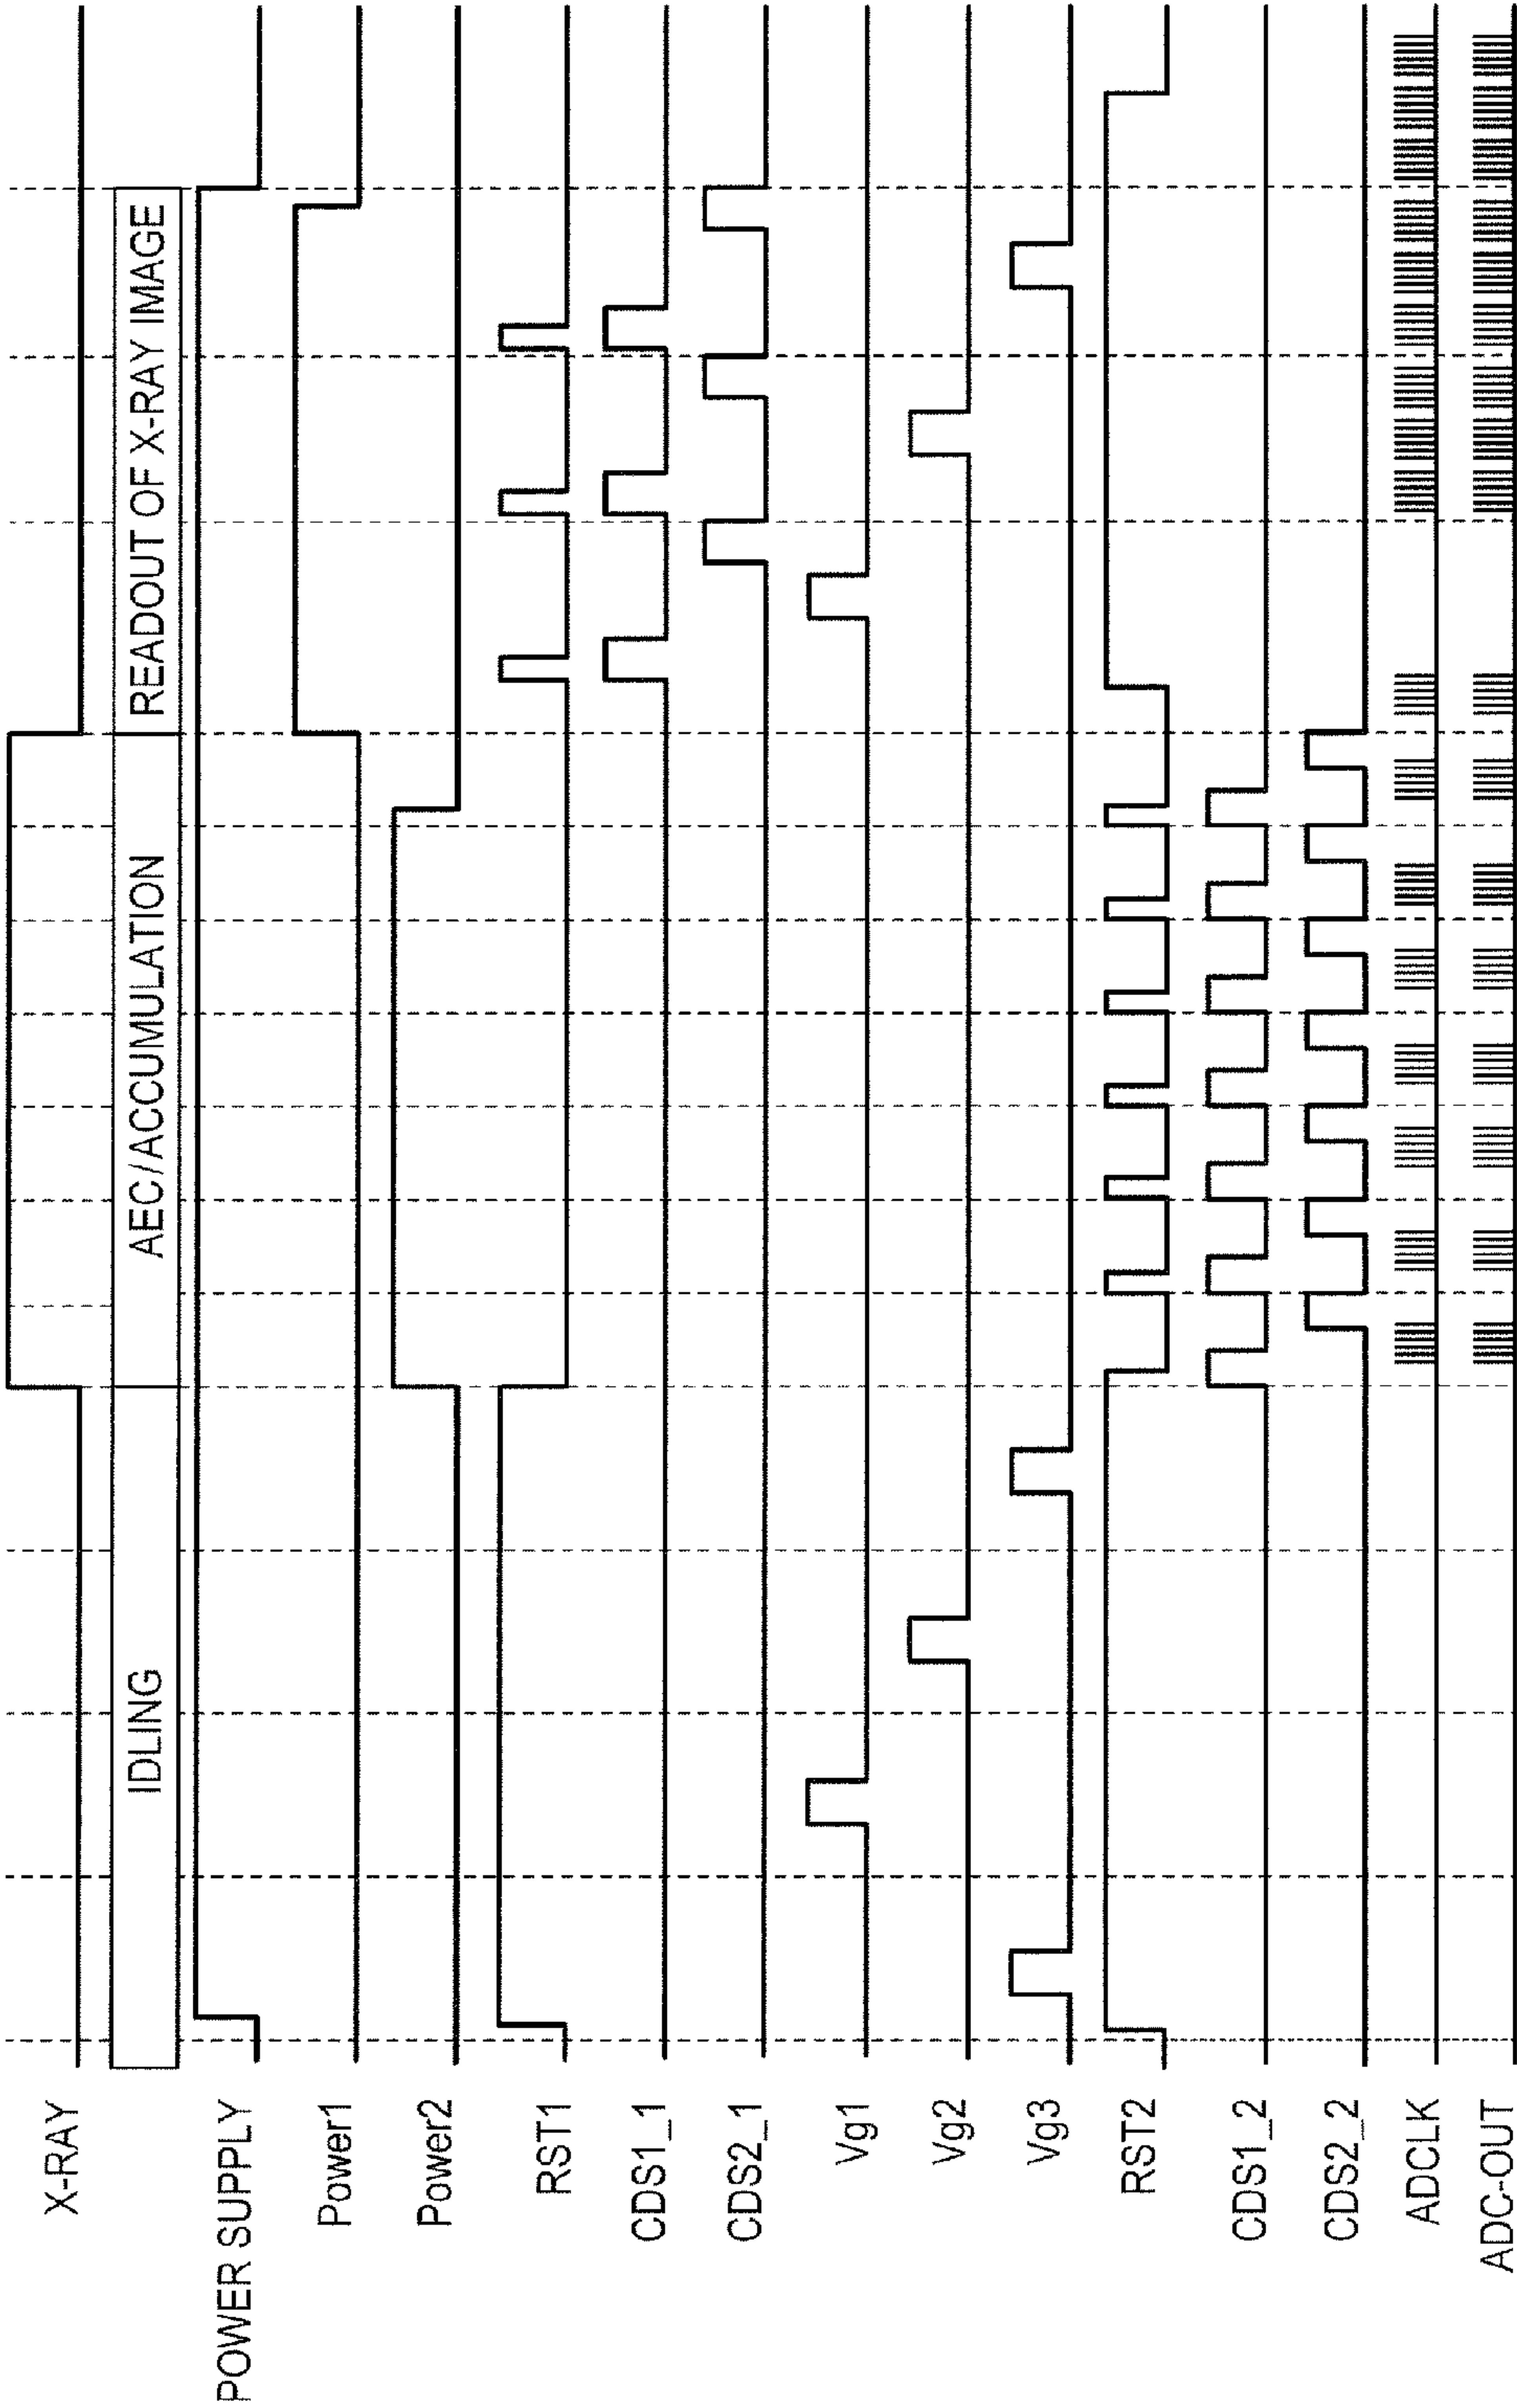 X-RAY
IDLING
AEC/ACCUMULATION
READOUT OF X-RAY IMAGE
POWER SUPPLY
Power1
Power2
RST1
CDS1_1
CDS2_1
Vg1
Vg2
Vg3
RST2
CDS1_2
CDS2_2
ADCLK
ADC-OUT